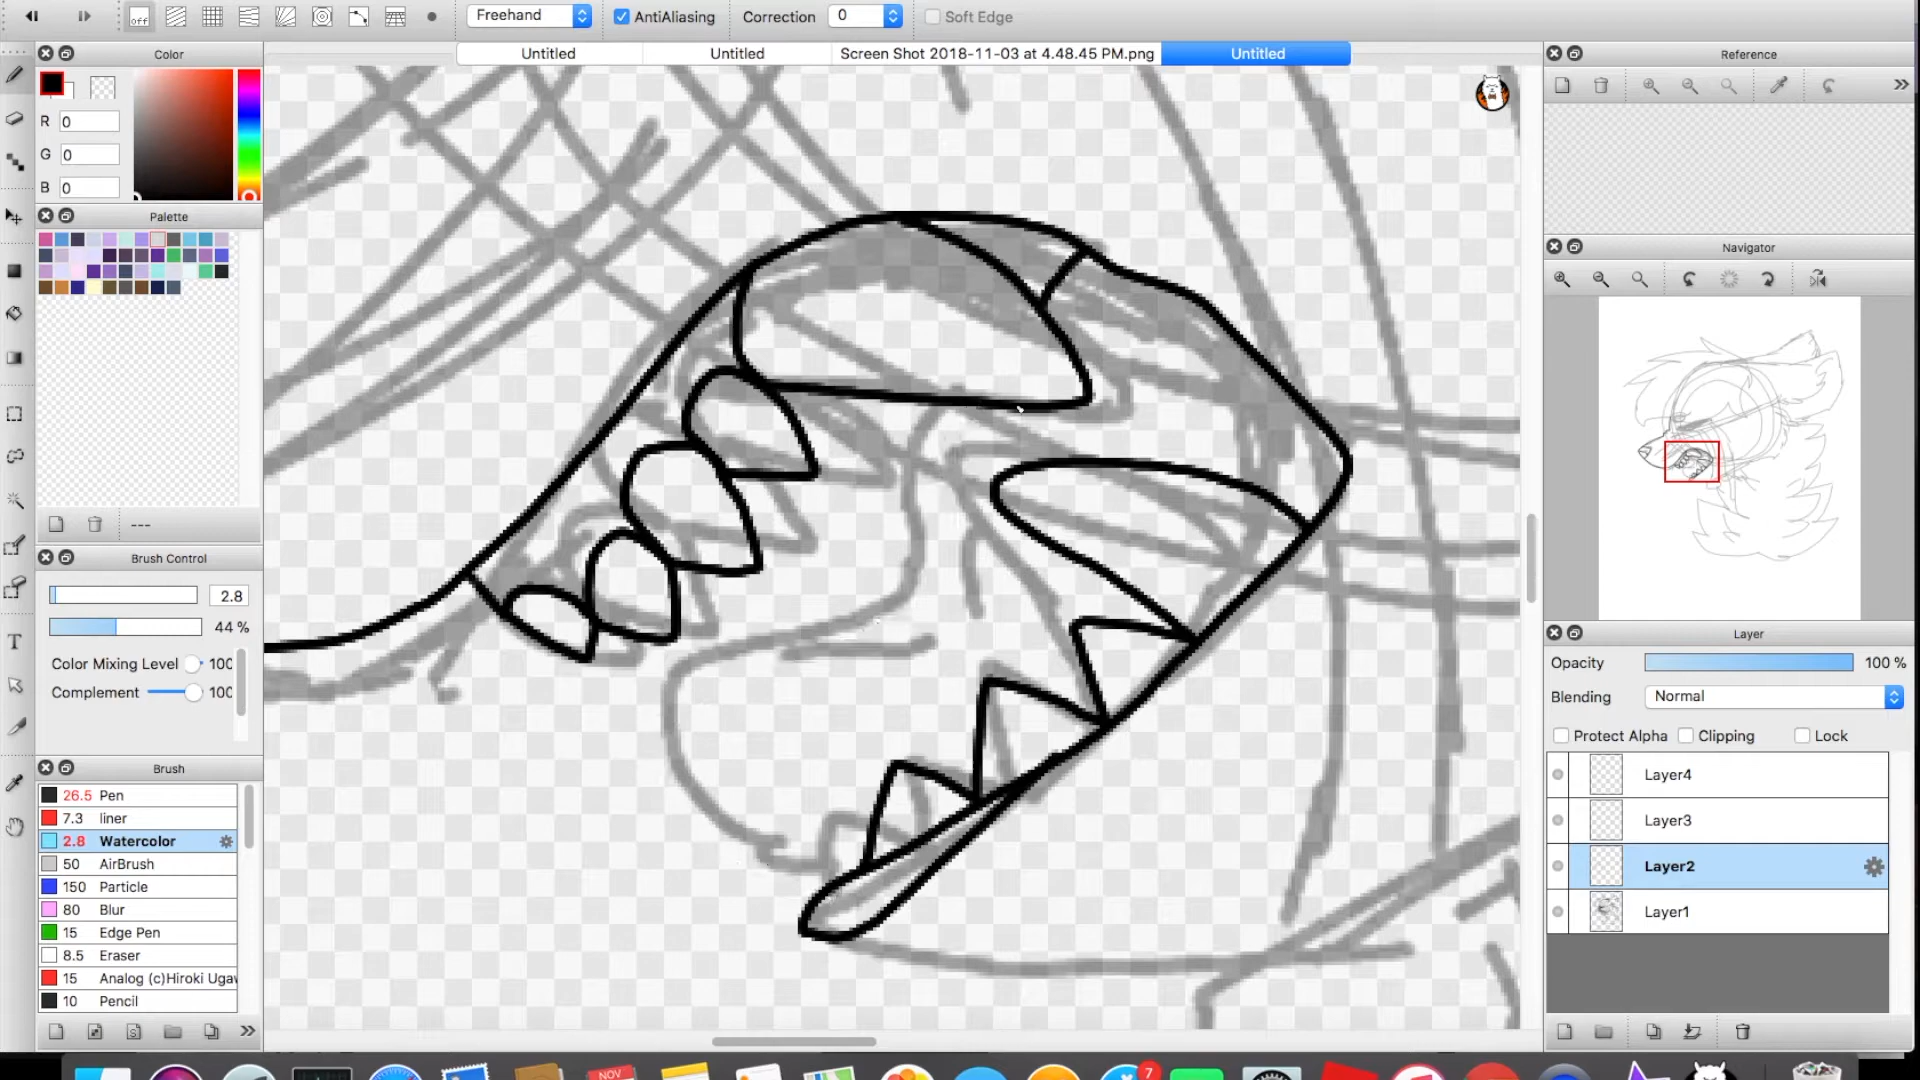 off
Freehand
AntiAliasing
Correction
0
Soft Edge
Untitled
Untitled
Screen Shot 2018-11-03 at 4.48.45 PM.png
Untitled
Color
R 0
G 0
B 0
Palette
---
Brush Control
2.8
44 %
Color Mixing Level 100
Complement 100
Brush
26.5 Pen
7.3 liner
2.8 Watercolor
50 AirBrush
150 Particle
80 Blur
15 Edge Pen
8.5 Eraser
15 Analog (c)Hiroki Ugaw
10 Pencil
T
Reference
Navigator
Layer
Opacity 100 %
Blending Normal
Protect Alpha Clipping Lock
Layer4
Layer3
Layer2
Layer1
NOV
7